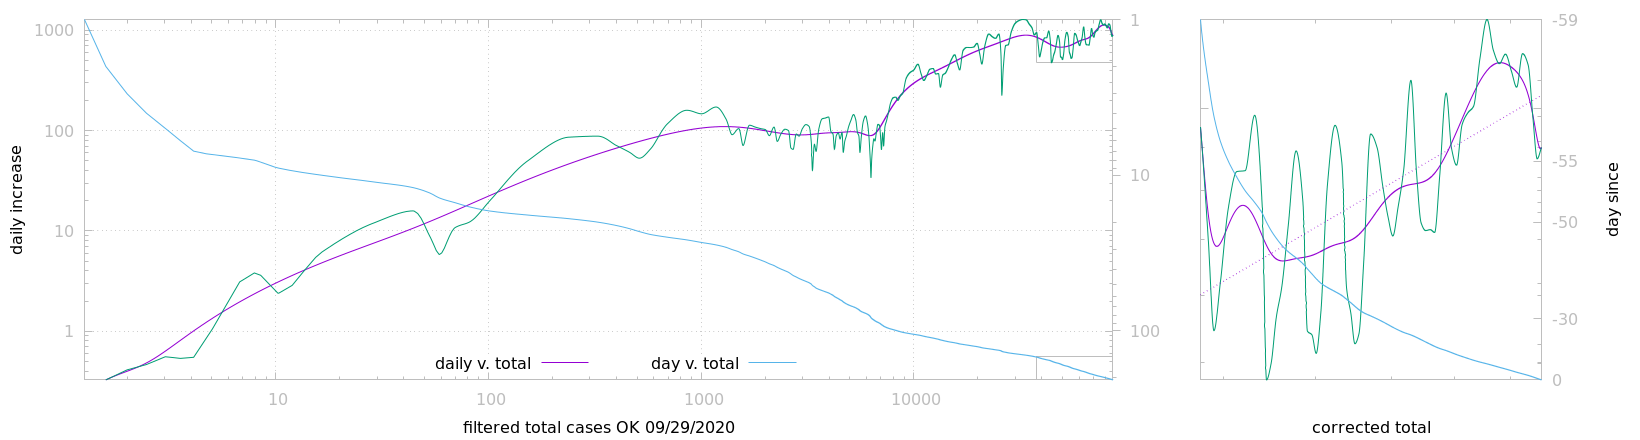 1000
100
10
1
daily increase
1
10
100
daily v. total
day v. total
10
100
1000
10000
filtered total cases OK 09/29/2020
-59
-55
-50
-30
0
day since
corrected total